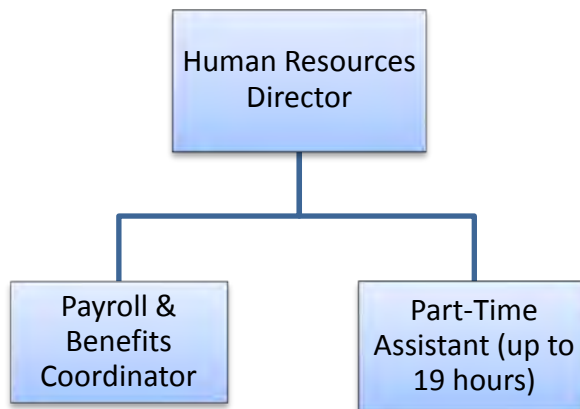 Human Resources
Director
Payroll &
Benefits
Coordinator
Part-Time
Assistant (up to
19 hours)